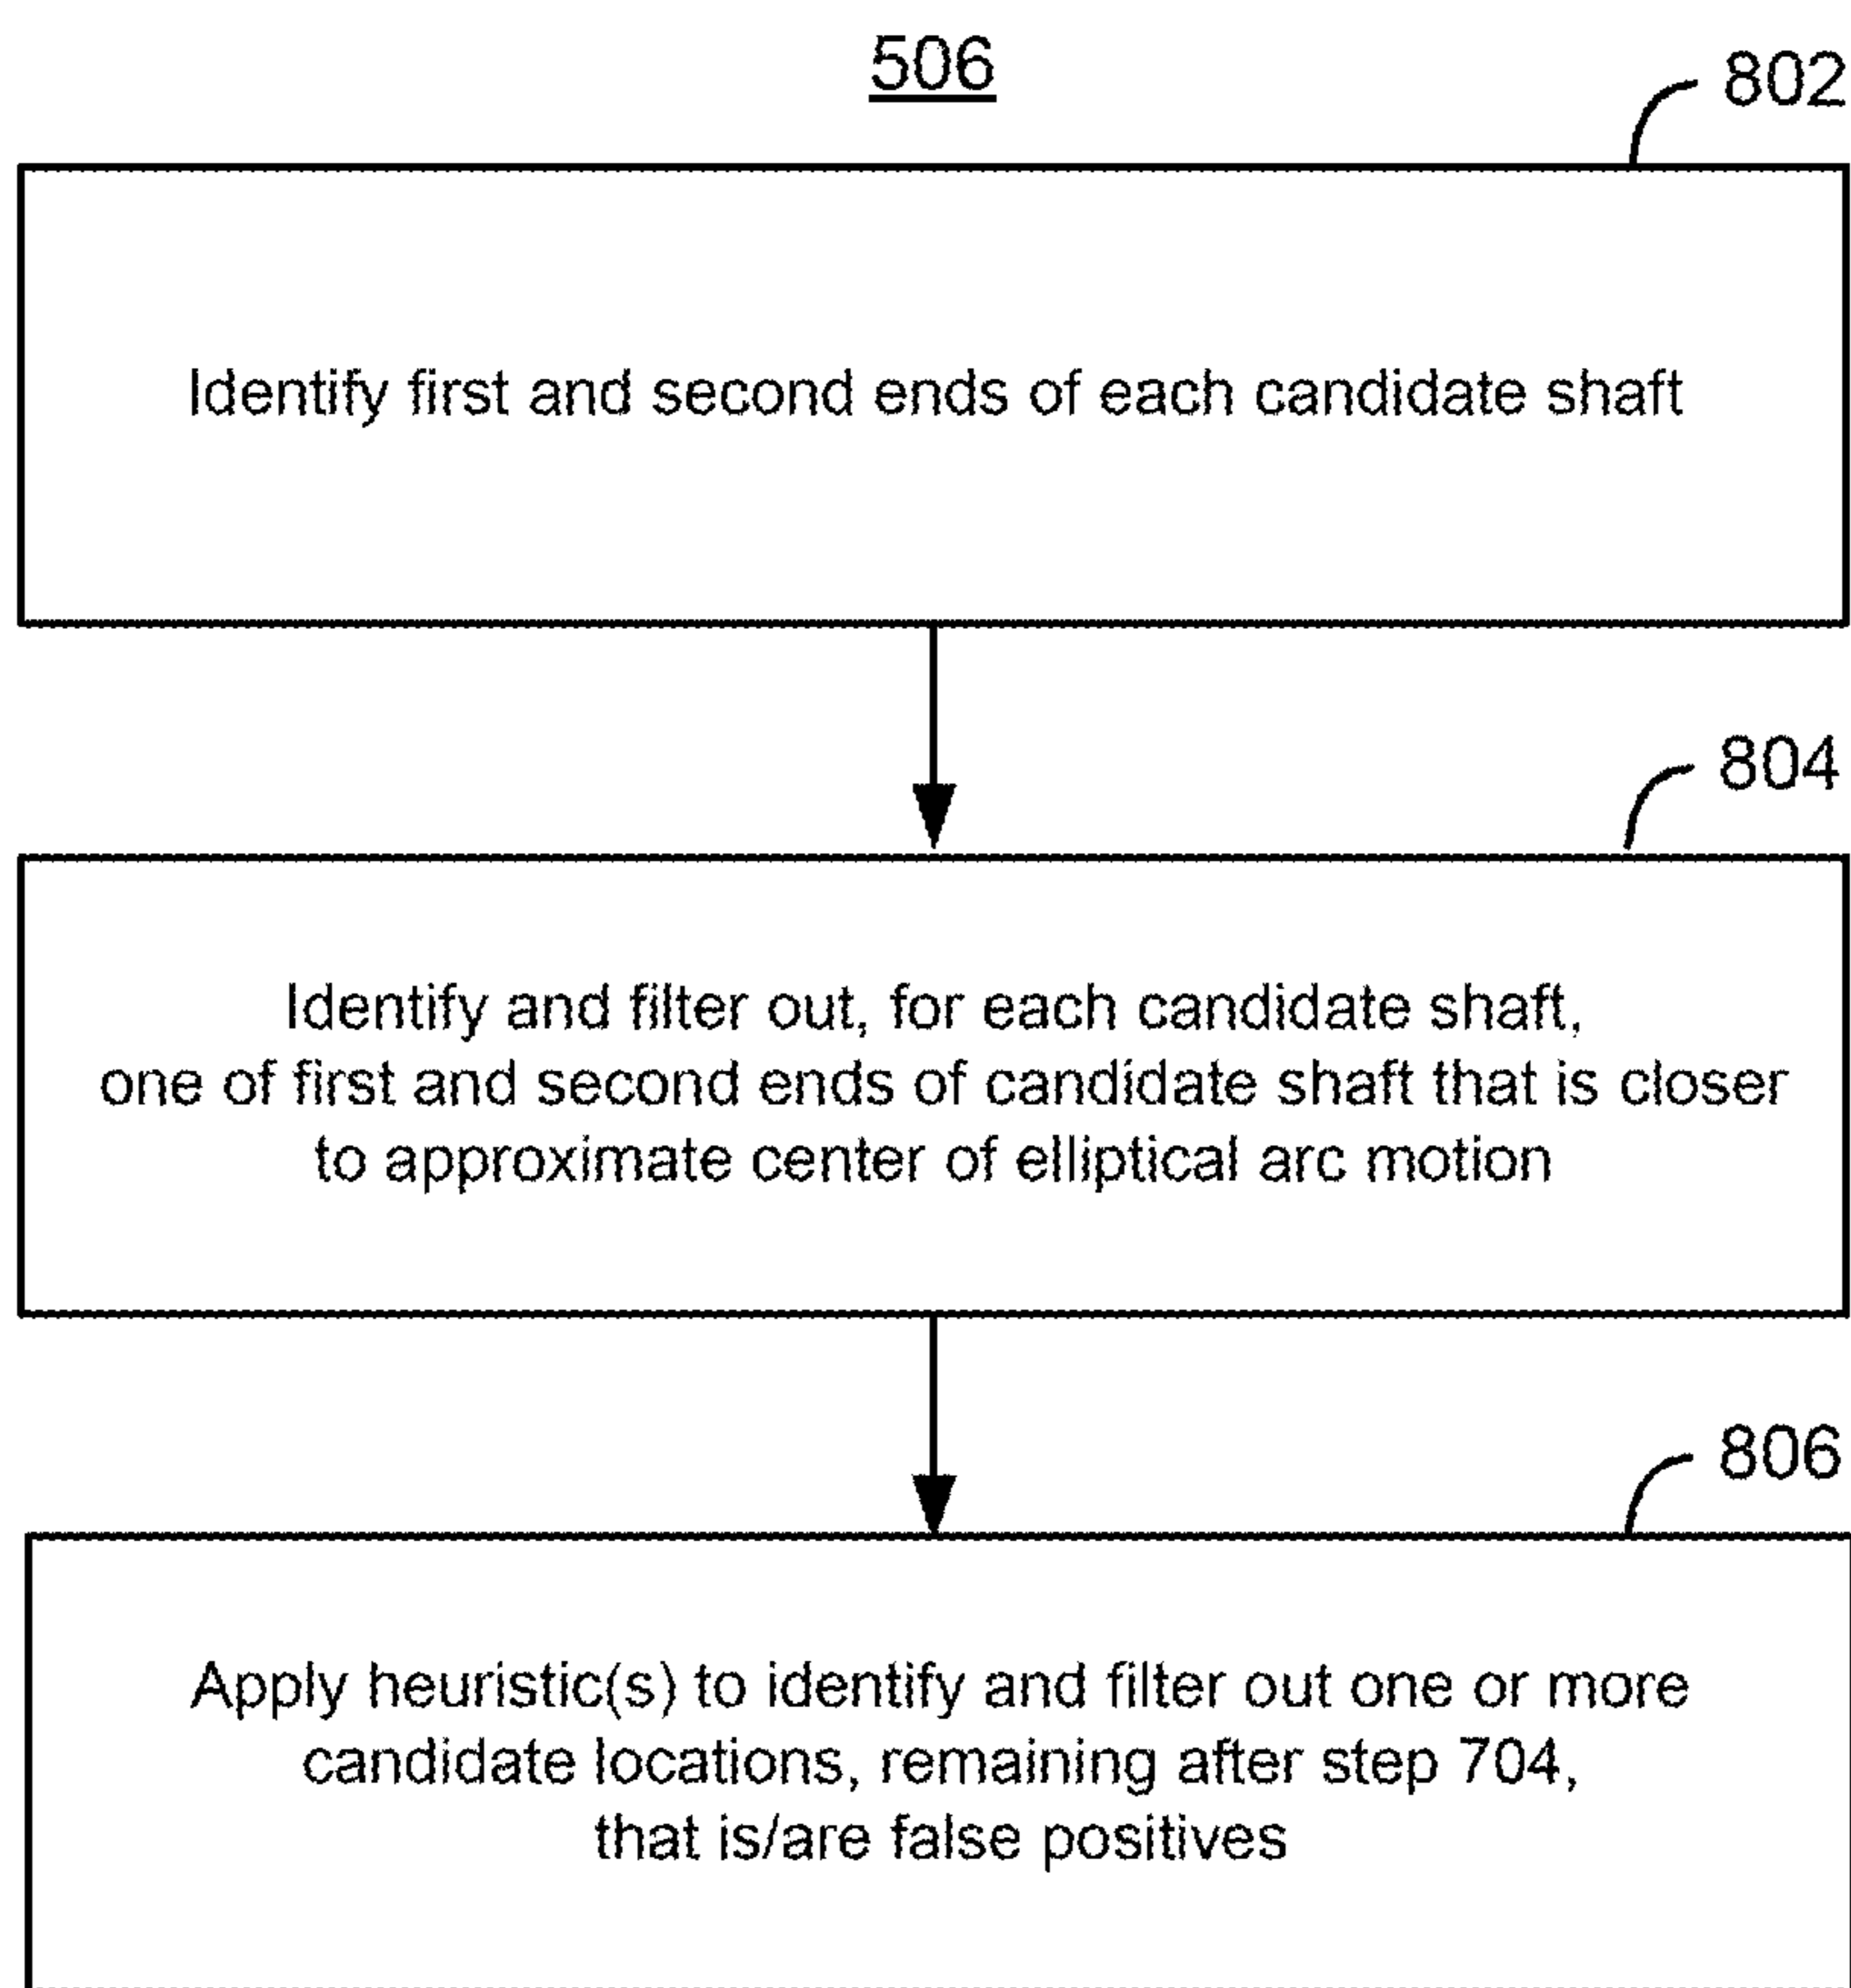 506
802
Identify first and second ends of each candidate shaft
804
Identify and filter out, for each candidate shaft,
one of first and second ends of candidate shaft that is closer
to approximate center of elliptical arc motion
806
Apply heuristic(s) to identify and filter out one or more
candidate locations, remaining after step 704,
that is/are false positives